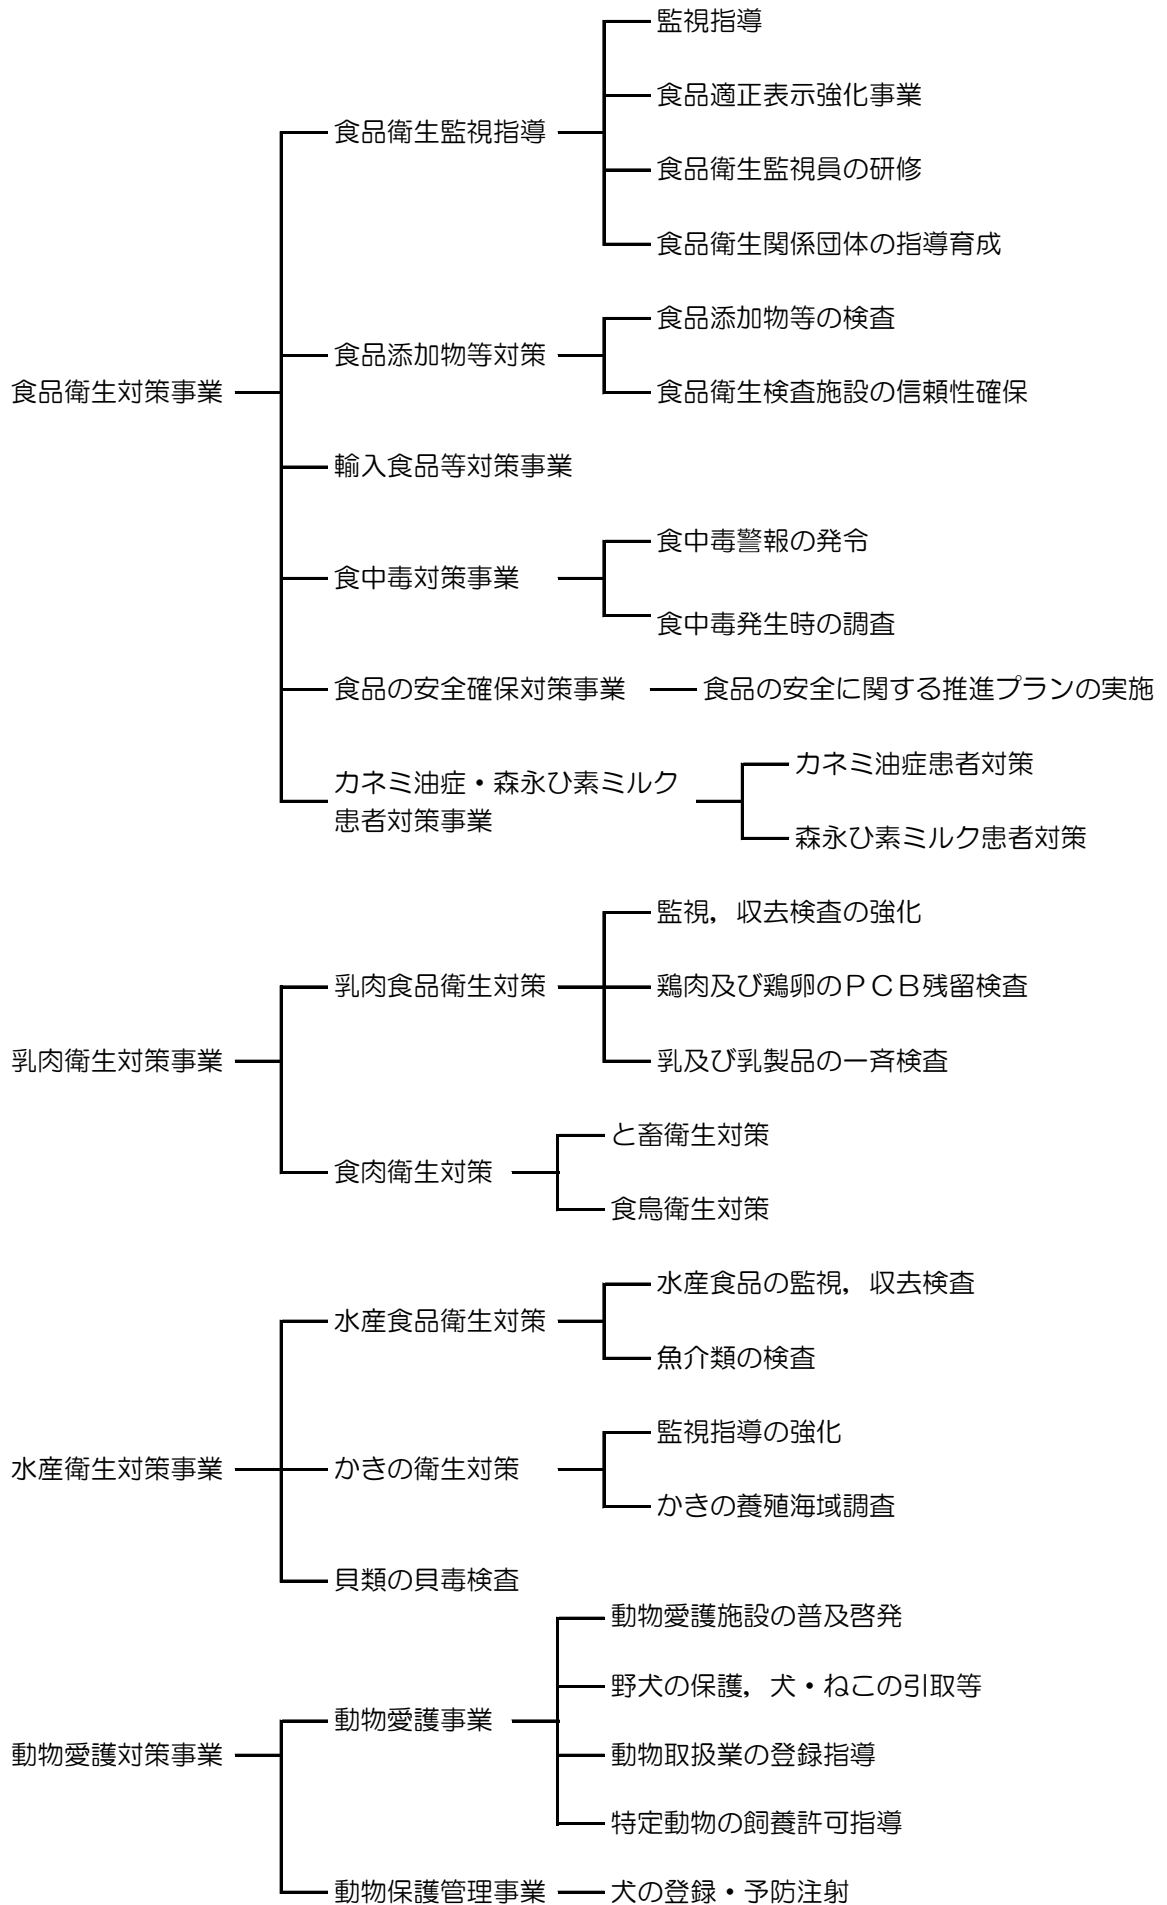 監視指導
食品適正表示強化事業
食品衛生監視指導
食品衛生監視員の研修
食品衛生関係団体の指導育成
食品添加物等の検査
食品添加物等対策
食品衛生対策事業
食品衛生検査施設の信頼性確保
輸入食品等対策事業
食中毒警報の発令
食中毒対策事業
食中毒発生時の調査
食品の安全確保対策事業
食品の安全に関する推進プランの実施
カネミ油症患者対策
カネミ油症・森永ひ素ミルク
患者対策事業
森永ひ素ミルク患者対策
監視，収去検査の強化
乳肉食品衛生対策
鶏肉及び鶏卵のＰＣＢ残留検査
乳肉衛生対策事業
乳及び乳製品の一斉検査
と畜衛生対策
食肉衛生対策
食鳥衛生対策
水産食品の監視，収去検査
水産食品衛生対策
魚介類の検査
監視指導の強化
水産衛生対策事業
かきの衛生対策
かきの養殖海域調査
貝類の貝毒検査
動物愛護施設の普及啓発
野犬の保護，犬・ねこの引取等
動物愛護事業
動物愛護対策事業
動物取扱業の登録指導
特定動物の飼養許可指導
動物保護管理事業
犬の登録・予防注射